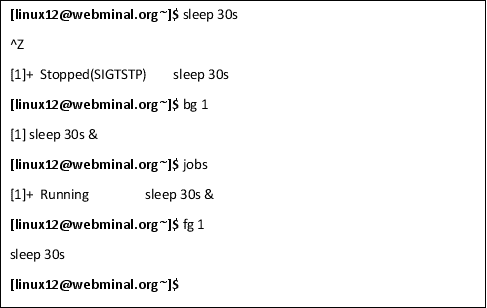 [linux12@webminal.org~]$ sleep 30s
^Z
[1]+ Stopped(SIGTSTP) sleep 30s
[linux12@webminal.org~]$ bg 1
[1] sleep 30s &
[linux12@webminal.org~]$ jobs
[1]+ Running sleep 30s &
[linux12@webminal.org~]$ fg 1
sleep 30s
[linux12@webminal.org~]$